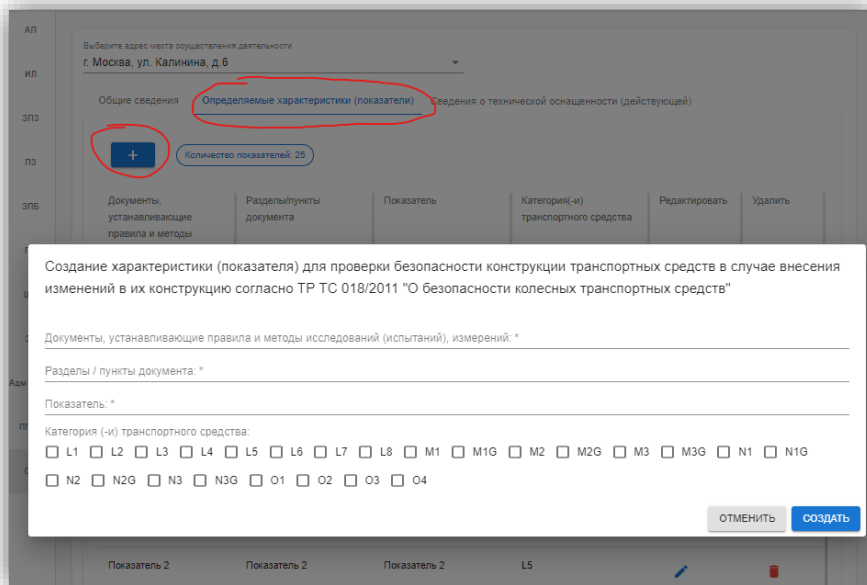 АП
ИЛ
ЗПЗ
ПЗ
ЗПБ
Выберите адрес места осуществления деятельности
г. Москва, ул. Калинина, д.6
Общие сведения Определяемые характеристики (показатели) Сведения о технической оснащенности (действующей)
+ Количество показателей: 25
Документы, Разделы/пункты Показатель Категория(-и) Редактировать Удалить
устанавливающие документа транспортного средства
правила и методы
Создание характеристики (показателя) для проверки безопасности конструкции транспортных средств в случае внесения
изменений в их конструкцию согласно ТР ТС 018/2011 "О безопасности колесных транспортных средств"
Документы, устанавливающие правила и методы исследований (испытаний), измерений: *
Разделы / пункты документа: *
Показатель: *
Категория (-и) транспортного средства:
L1 L2 L3 L4 L5 L6 L7 L8 M1 M1G M2 M2G M3 M3G N1 N1G
N2 N2G N3 N3G O1 O2 O3 O4
ОТМЕНИТЬ СОЗДАТЬ
Показатель 2 Показатель 2 Показатель 2 L5